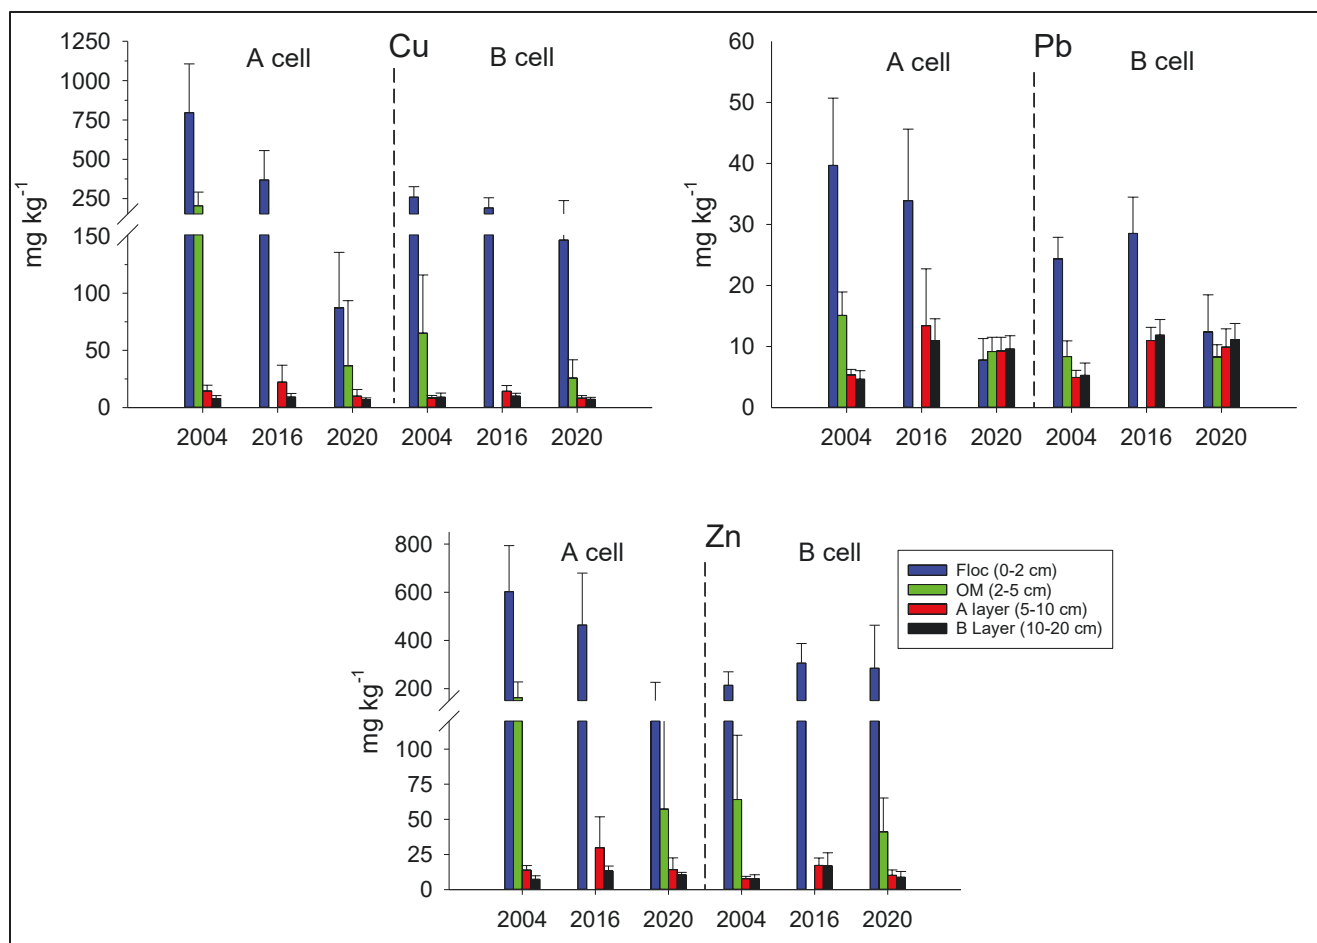 Cu
A cell
B cell
1250
1000
750
500
250
150
100
50
0
mg kg-1
2004 2016 2020 2004 2016 2020
Pb
A cell
B cell
60
50
40
30
20
10
0
mg kg-1
2004 2016 2020 2004 2016 2020
Zn
A cell
B cell
800
600
400
200
100
75
50
25
0
mg kg-1
2004 2016 2020 2004 2016 2020
Floc (0-2 cm)
OM (2-5 cm)
A layer (5-10 cm)
B Layer (10-20 cm)